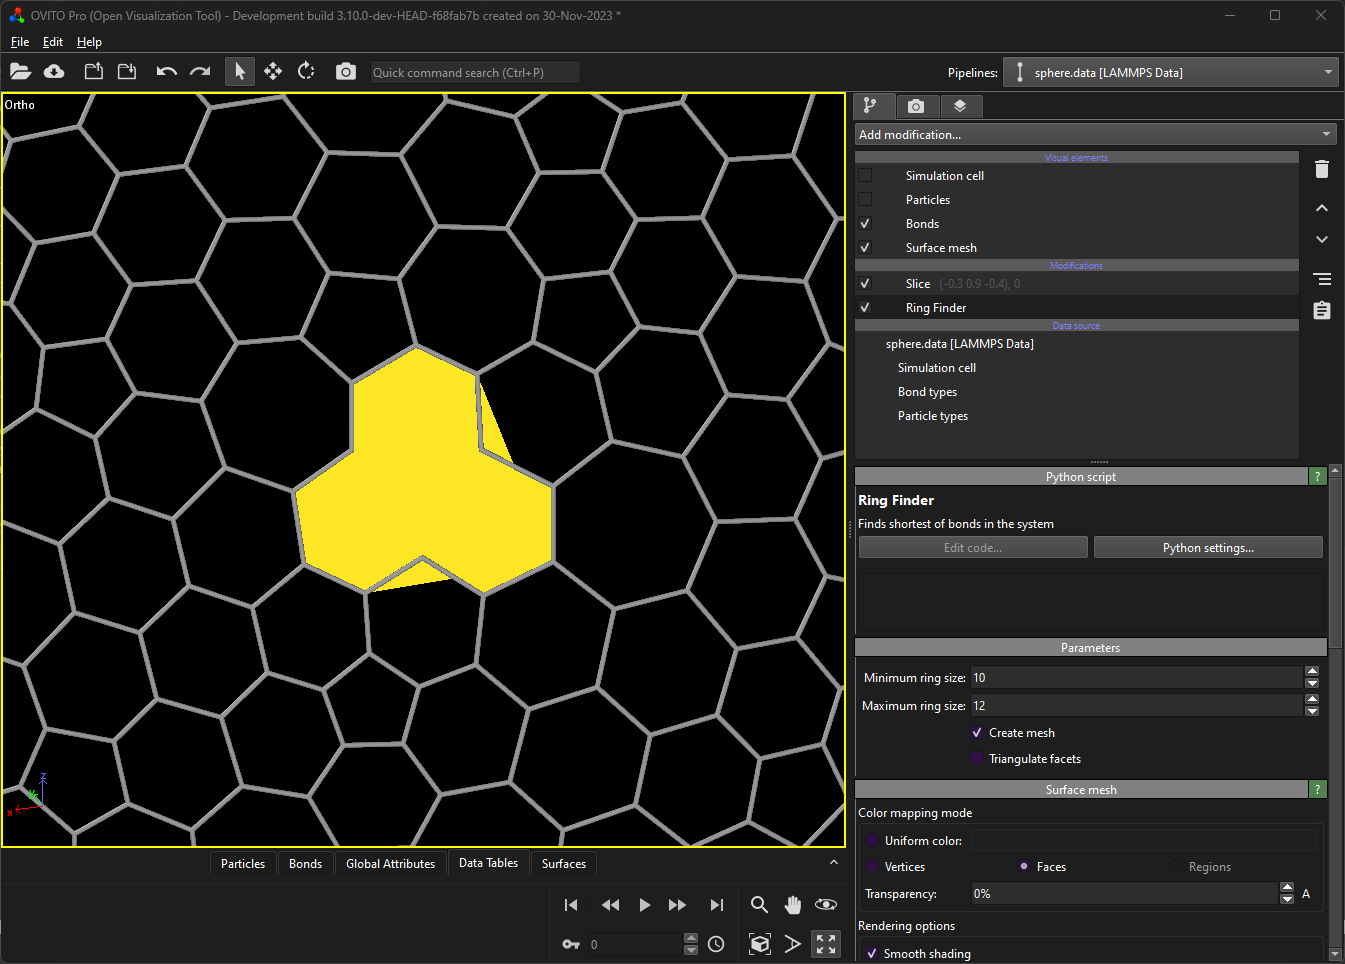 OVITO Pro (Open Visualization Tool) - Development build 3.10.0-dev-HEAD-f68fab7b created on 30-Nov-2023 *
File Edit Help
Quick command search (Ctrl+P)
Pipelines: sphere.data [LAMMPS Data]
Ortho
Add modification...
Visual elements
Simulation cell
Particles
Bonds
Surface mesh
Modifications
Slice (-0.3 0.9 -0.4), 0
Ring Finder
Data source
sphere.data [LAMMPS Data]
Simulation cell
Bond types
Particle types
Python script ?
Ring Finder
Finds shortest of bonds in the system
Edit code... Python settings...
Parameters
Minimum ring size: 10
Maximum ring size: 12
Create mesh
Triangulate facets
Surface mesh ?
Color mapping mode
Uniform color:
Vertices Faces Regions
Transparency: 0% A
Rendering options
Smooth shading
z
x
Particles Bonds Global Attributes Data Tables Surfaces
0